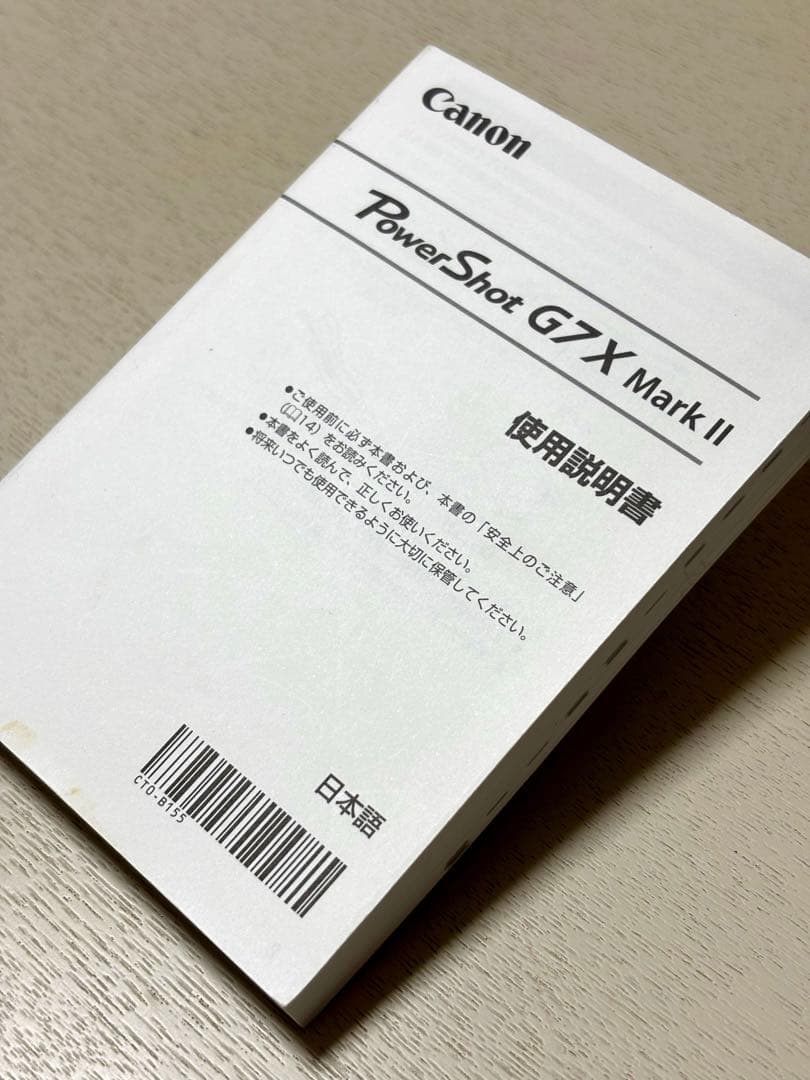 Canon
PowerShot G7 X Mark II
使用説明書
●ご使用前に必ず本書および、本書の「安全上のご注意」
(📖14) をお読みください。
●本書をよく読んで、正しくお使いください。
●将来いつでも使用できるように大切に保管してください。
日本語
CT0-B155